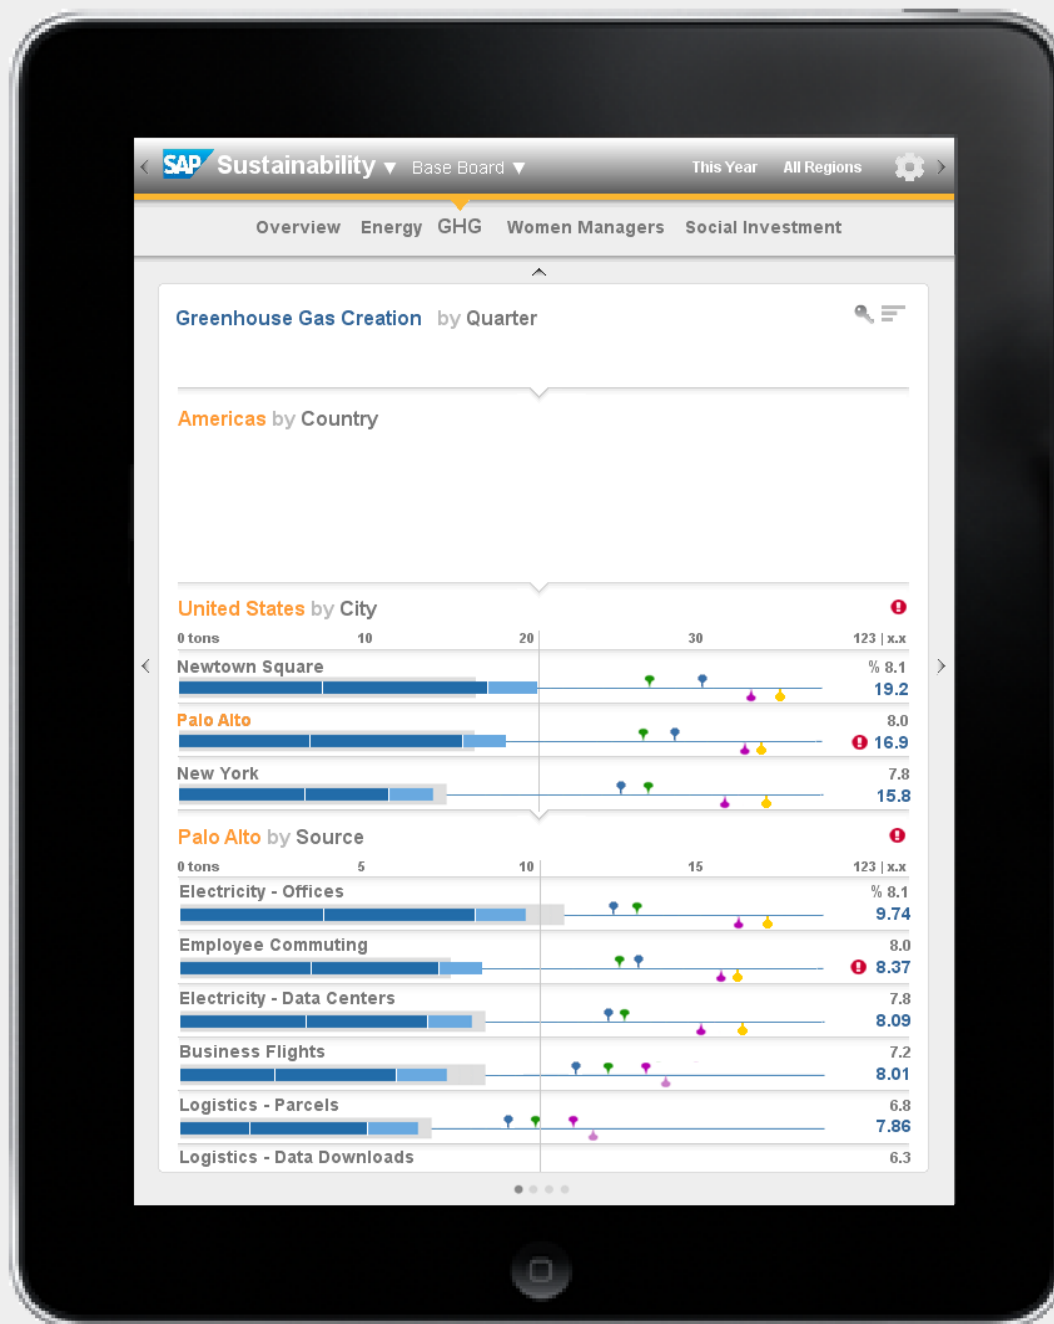 SAP Sustainability ▼ Base Board ▼ This Year All Regions
Overview Energy GHG Women Managers Social Investment
Greenhouse Gas Creation by Quarter
Americas by Country
United States by City
0 tons 10 20 30 123 | x.x
Newtown Square % 8.1
19.2
Palo Alto 8.0
16.9
New York 7.8
15.8
Palo Alto by Source
0 tons 5 10 15 123 | x.x
Electricity - Offices % 8.1
9.74
Employee Commuting 8.0
8.37
Electricity - Data Centers 7.8
8.09
Business Flights 7.2
8.01
Logistics - Parcels 6.8
7.86
Logistics - Data Downloads 6.3